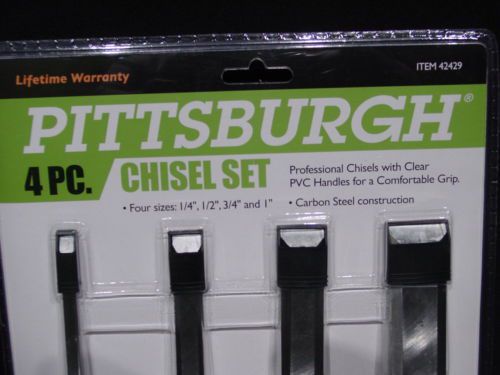 Lifetime Warranty
ITEM 42429
PITTSBURGH®
4 PC. CHISEL SET
Professional Chisels with Clear
PVC Handles for a Comfortable Grip.
• Four sizes: 1/4", 1/2", 3/4" and 1"
• Carbon Steel construction